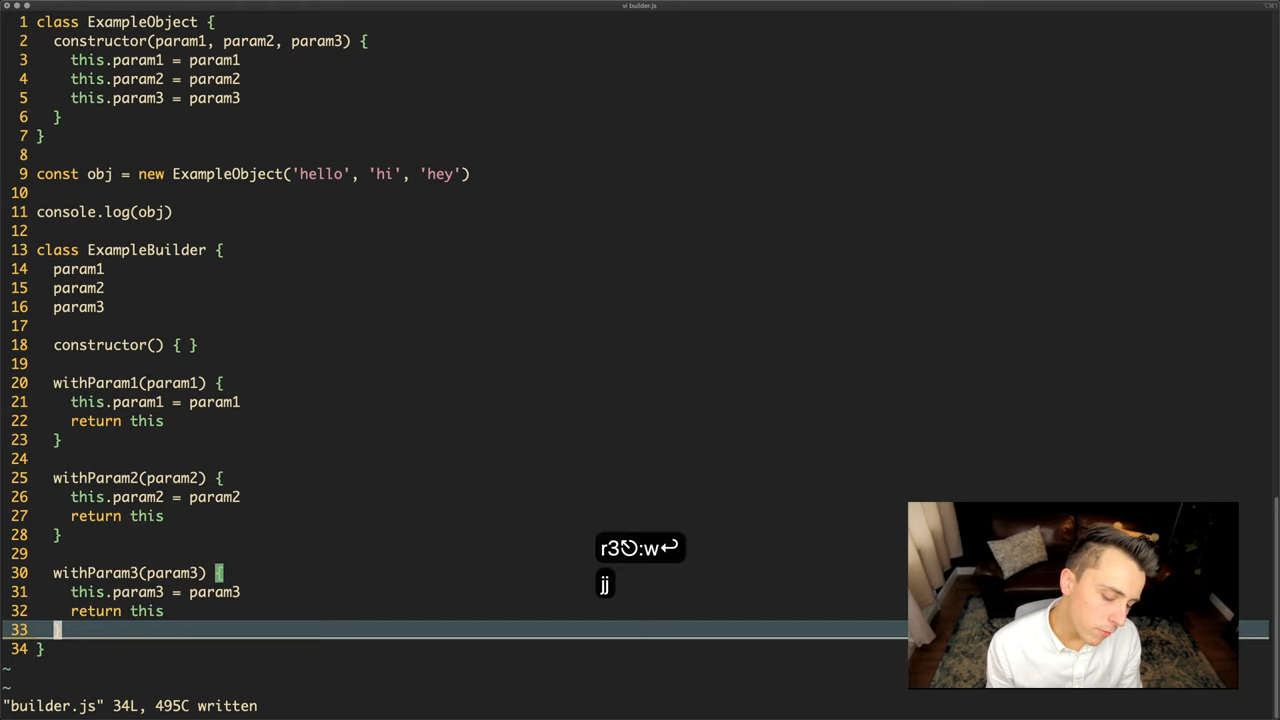 vi builder.js
⌥⌘1
1 class ExampleObject {
2   constructor(param1, param2, param3) {
3     this.param1 = param1
4     this.param2 = param2
5     this.param3 = param3
6   }
7 }
8
9 const obj = new ExampleObject('hello', 'hi', 'hey')
10
11 console.log(obj)
12
13 class ExampleBuilder {
14   param1
15   param2
16   param3
17
18   constructor() { }
19
20   withParam1(param1) {
21     this.param1 = param1
22     return this
23   }
24
25   withParam2(param2) {
26     this.param2 = param2
27     return this
28   }
29
30   withParam3(param3) {
31     this.param3 = param3
32     return this
33   }
34 }
~
~
"builder.js" 34L, 495C written
r3⎋:w↩
jj